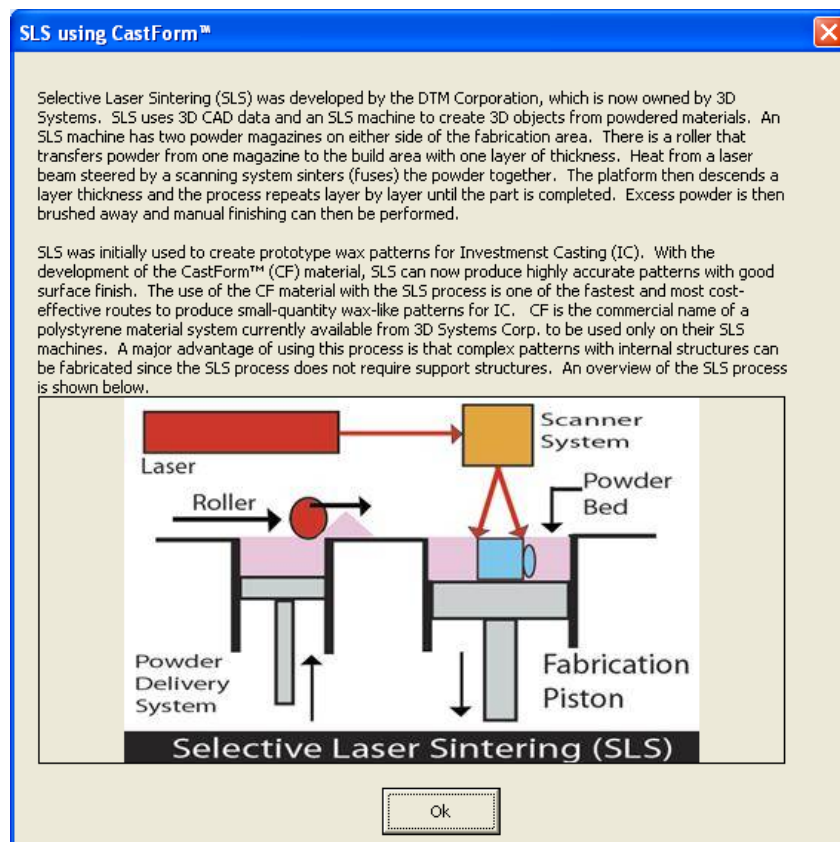 SLS using CastForm™
Selective Laser Sintering (SLS) was developed by the DTM Corporation, which is now owned by 3D
Systems. SLS uses 3D CAD data and an SLS machine to create 3D objects from powdered materials. An
SLS machine has two powder magazines on either side of the fabrication area. There is a roller that
transfers powder from one magazine to the build area with one layer of thickness. Heat from a laser
beam steered by a scanning system sinters (fuses) the powder together. The platform then descends a
layer thickness and the process repeats layer by layer until the part is completed. Excess powder is then
brushed away and manual finishing can then be performed.
SLS was initially used to create prototype wax patterns for Investmenst Casting (IC). With the
development of the CastForm™ (CF) material, SLS can now produce highly accurate patterns with good
surface finish. The use of the CF material with the SLS process is one of the fastest and most cost-
effective routes to produce small-quantity wax-like patterns for IC. CF is the commercial name of a
polystyrene material system currently available from 3D Systems Corp. to be used only on their SLS
machines. A major advantage of using this process is that complex patterns with internal structures can
be fabricated since the SLS process does not require support structures. An overview of the SLS process
is shown below.
Laser
Scanner
System
Roller
Powder
Bed
Powder
Delivery
System
Fabrication
Piston
Selective Laser Sintering (SLS)
Ok